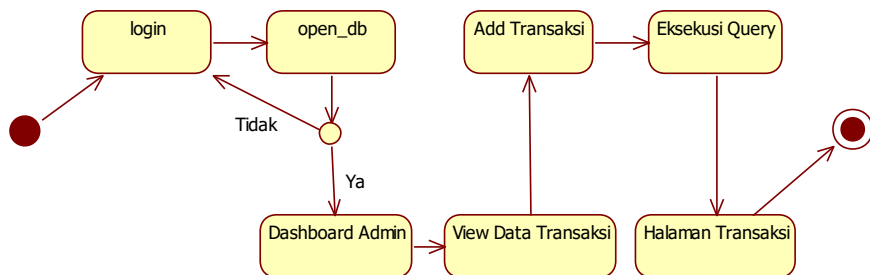 login
open_db
Add Transaksi
Eksekusi Query
Tidak
Ya
Dashboard Admin
View Data Transaksi
Halaman Transaksi